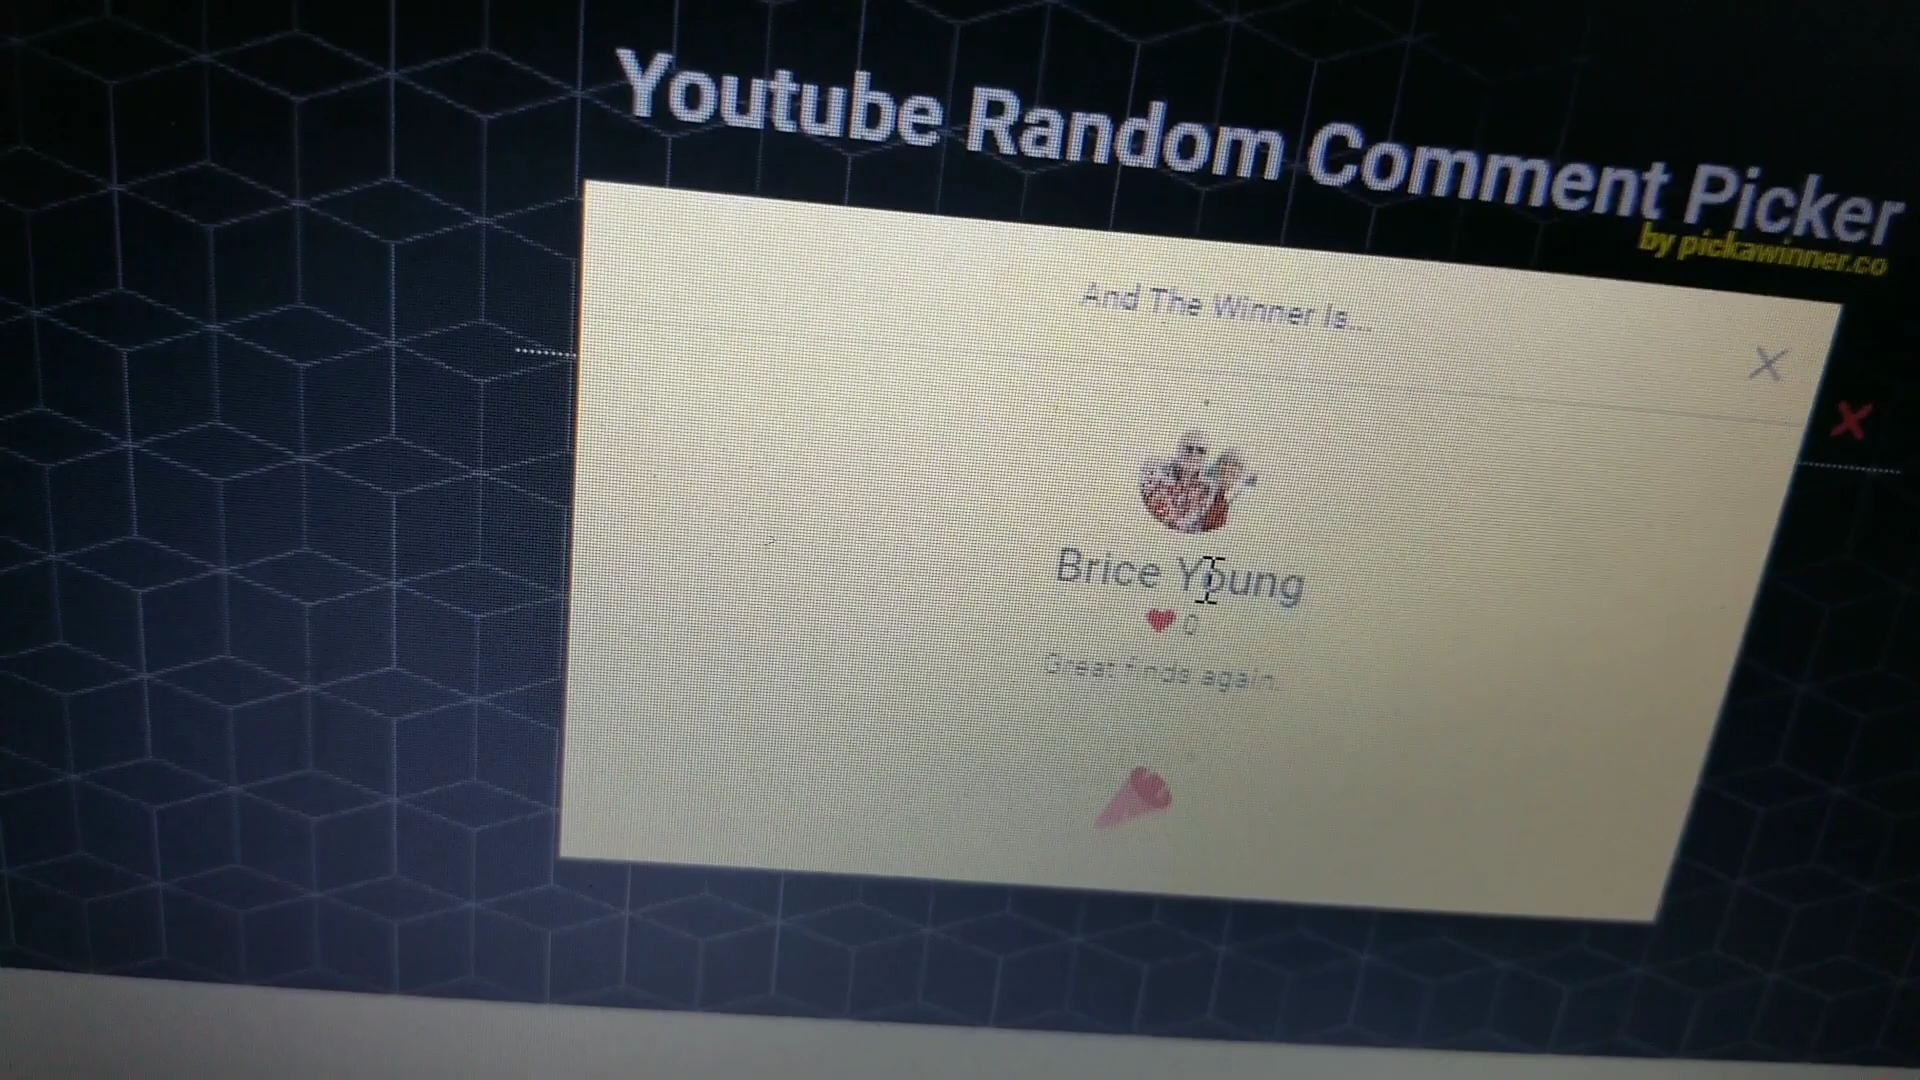 Youtube Random Comment Picker
by pickawinner.co
And The Winner Is...
Brice Young
0
Great finds again.